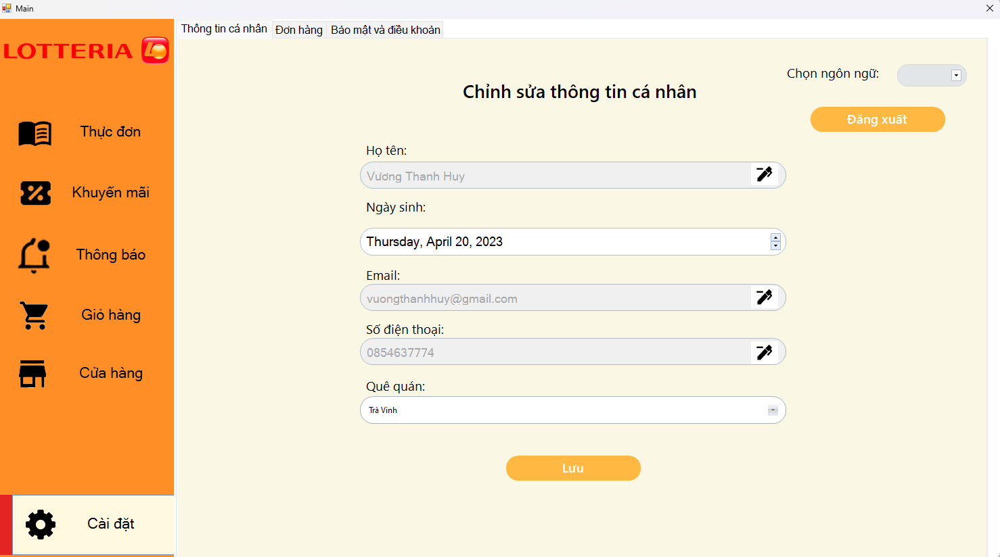 Main
LOTTERIA
Thực đơn
Khuyến mãi
Thông báo
Giỏ hàng
Cửa hàng
Cài đặt
Thông tin cá nhân
Đơn hàng
Bảo mật và điều khoản
Chọn ngôn ngữ:
Chỉnh sửa thông tin cá nhân
Đăng xuất
Họ tên:
Vương Thanh Huy
Ngày sinh:
Thursday, April 20, 2023
Email:
vuongthanhhuy@gmail.com
Số điện thoại:
0854637774
Quê quán:
Trà Vinh
Lưu